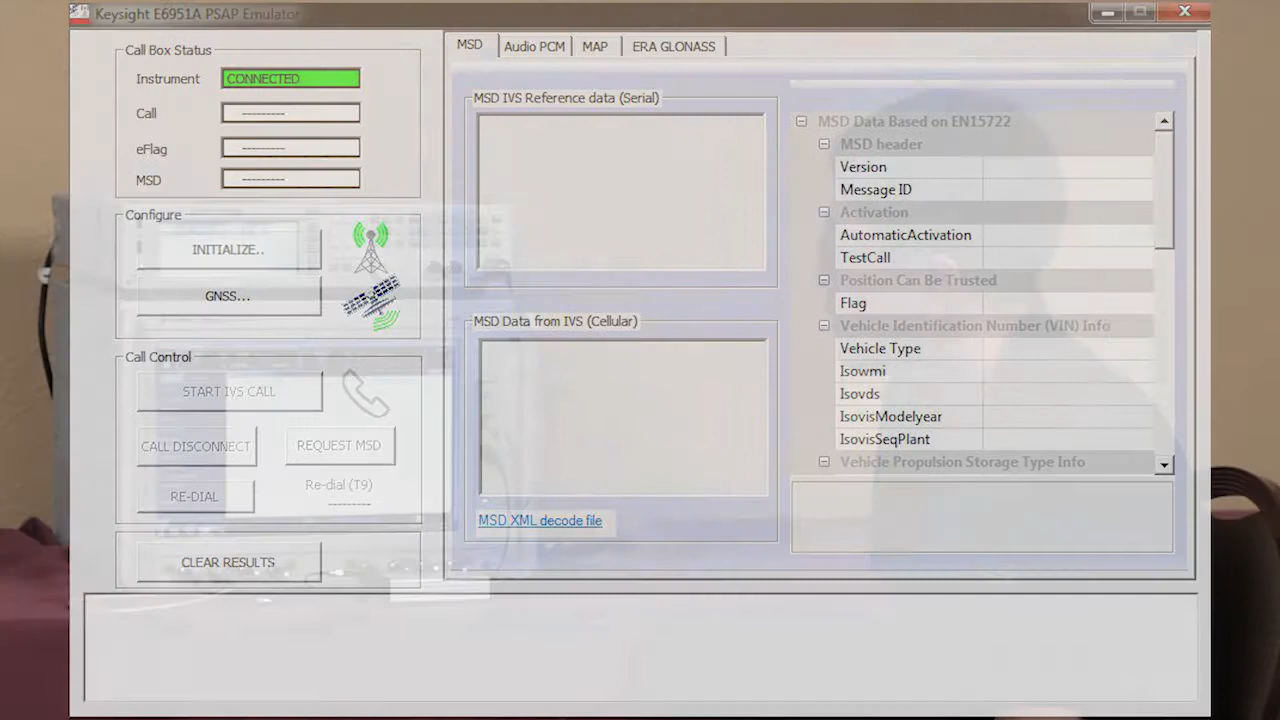 Keysight E6951A PSAP Emulator
Call Box Status
Instrument CONNECTED
Call ---------
eFlag ---------
MSD ---------
Configure
INITIALIZE..
GNSS...
Call Control
START IVS CALL
CALL DISCONNECT REQUEST MSD
RE-DIAL Re-dial (T9)
---------
CLEAR RESULTS
MSD Audio PCM MAP ERA GLONASS
MSD IVS Reference data (Serial)
MSD Data from IVS (Cellular)
MSD XML decode file
MSD Data Based on EN15722
MSD header
Version
Message ID
Activation
AutomaticActivation
TestCall
Position Can Be Trusted
Flag
Vehicle Identification Number (VIN) Info
Vehicle Type
Isowmi
Isovds
IsovisModelyear
IsovisSeqPlant
Vehicle Propulsion Storage Type Info